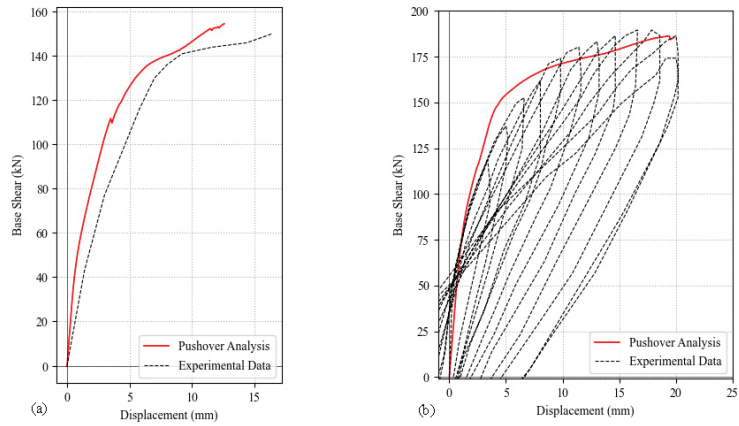 160
140
120
100
80
60
40
20
0
Base Shear (kN)
Pushover Analysis
Experimental Data
0 5 10 15
Displacement (mm)
(a)
200
175
150
125
100
75
50
25
0
Base Shear (kN)
Pushover Analysis
Experimental Data
0 5 10 15 20 25
Displacement (mm)
(b)